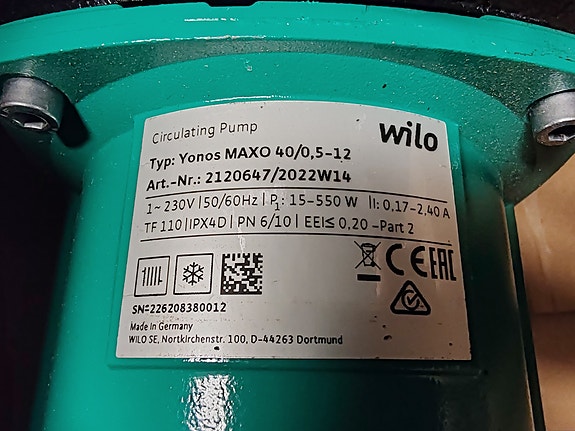 Circulating Pump
wilo
Typ: Yonos MAXO 40/0,5-12
Art.-Nr.: 2120647/2022W14
1~ 230V |50/60Hz | P₁: 15-550 W |I: 0,17-2,40 A
TF 110 | IPX4D | PN 6/10 | EEI≤ 0,20 -Part 2
CE EAC
SN=226208380012
Made in Germany
WILO SE, Nortkirchenstr. 100, D-44263 Dortmund